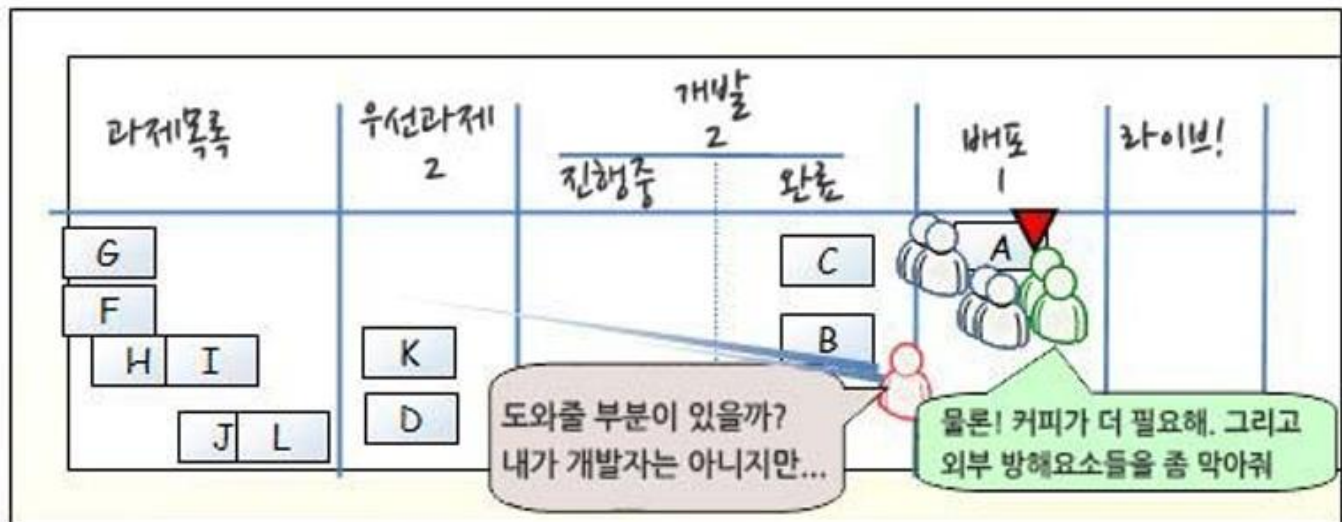 과제목록
우선과제
2
개발
2
진행중
완료
배포
1
라이브!
G
F
H
I
J
L
K
D
C
B
A
도와줄 부분이 있을까?
내가 개발자는 아니지만...
물론! 커피가 더 필요해. 그리고
외부 방해요소들을 좀 막아줘